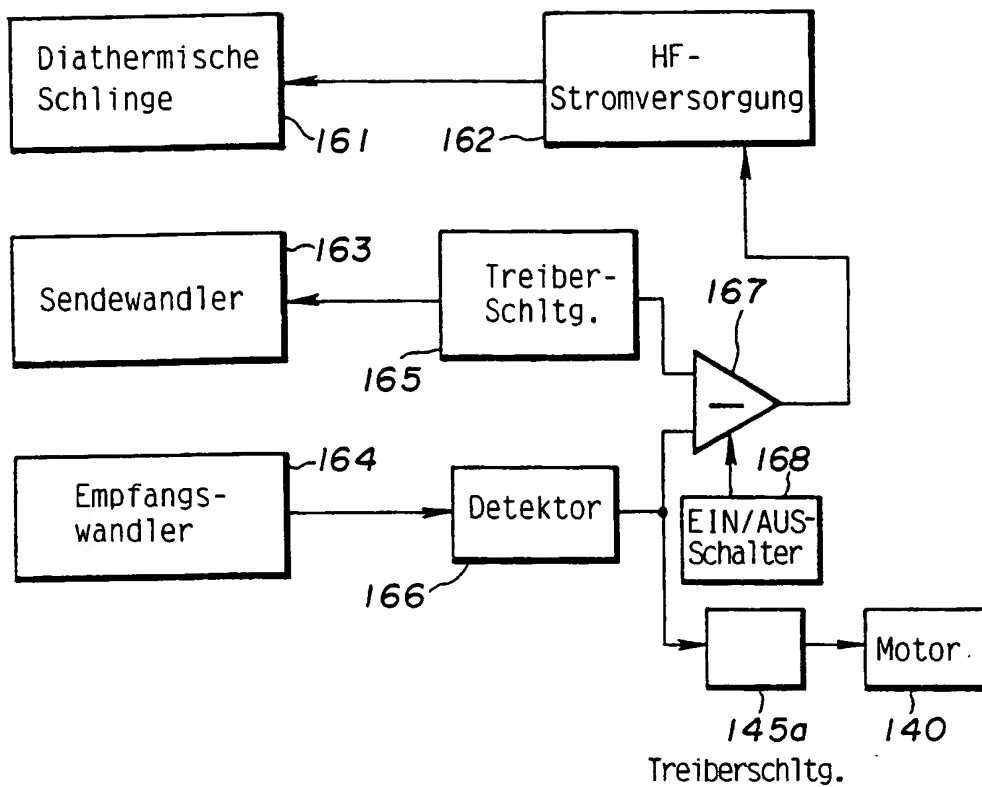 Diathermische
Schlinge
161
HF-
Stromversorgung
162
Sendewandler
163
Treiber-
Schltg.
165
167
Empfangs-
wandler
164
Detektor
166
168
EIN/AUS-
Schalter
145a
Treiberschltg.
Motor
140